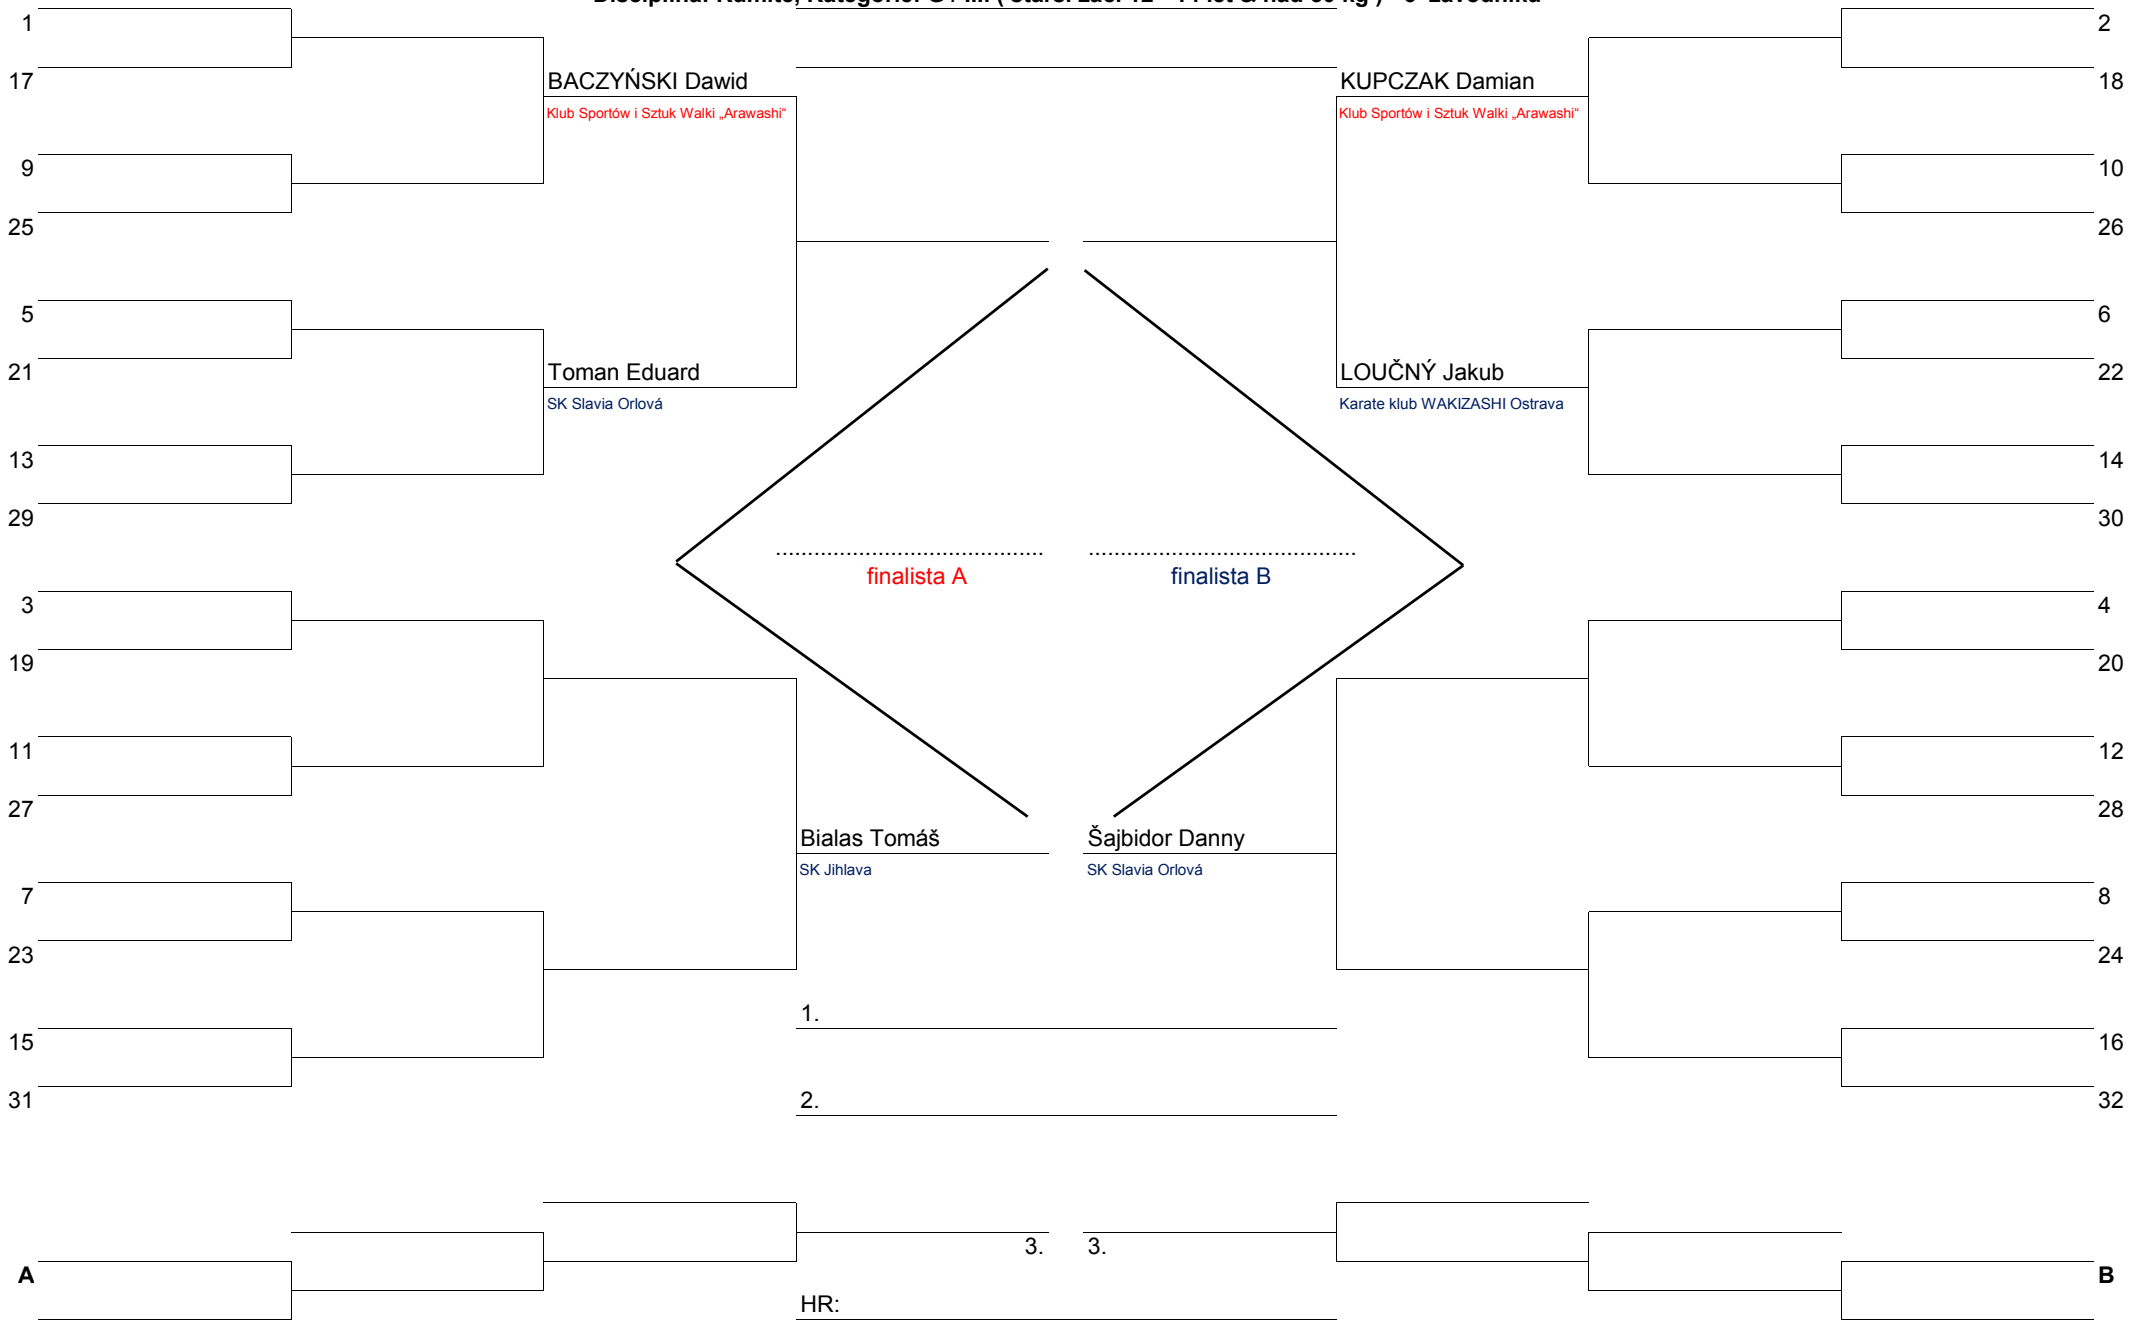 1
2
17
BACZYŃSKI Dawid
KUPCZAK Damian
18
Klub Sportów i Sztuk Walki „Arawashi“
Klub Sportów i Sztuk Walki „Arawashi“
9
10
25
26
5
6
21
Toman Eduard
LOUČNÝ Jakub
22
SK Slavia Orlová
Karate klub WAKIZASHI Ostrava
13
14
29
30
finalista A
finalista B
3
4
19
20
11
12
27
28
Bialas Tomáš
Šajbidor Danny
SK Jihlava
SK Slavia Orlová
7
8
23
24
1.
15
16
31
2.
32
3.
3.
A
B
HR: